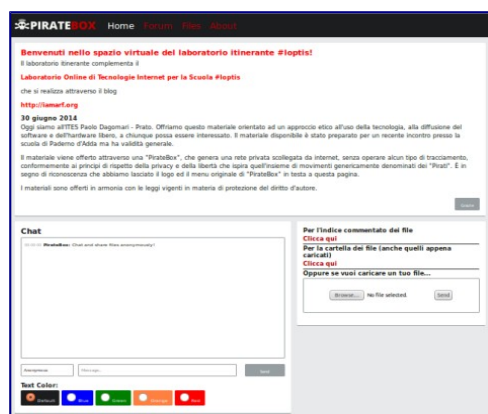 PIRATEBOX Home Forum Files About
Benvenuti nello spazio virtuale del laboratorio itinerante #loptis!
Il laboratorio itinerante complementa il
Laboratorio Online di Tecnologie Internet per la Scuola #loptis
che si realizza attraverso il blog
http://iamarf.org
30 giugno 2014
Oggi siamo all'ITES Paolo Dagomari - Prato. Offriamo questo materiale orientato ad un approccio etico all'uso della tecnologia, alla diffusione del
software e dell'hardware libero, a chiunque possa essere interessato. Il materiale disponibile è stato preparato per un recente incontro presso la
scuola di Paderno d'Adda ma ha validità generale.
Il materiale viene offerto attraverso una "PirateBox", che genera una rete privata scollegata da internet, senza operare alcun tipo di tracciamento,
conformemente ai principi di rispetto della privacy e della libertà che ispira quell'insieme di movimenti genericamente denominato dei "Pirati". È in
segno di riconoscenza che abbiamo lasciato il logo ed il menu originale di "PirateBox" in testa a questa pagina.
I materiali sono offerti in armonia con le leggi vigenti in materia di protezione del diritto d'autore.
Chat
PirateBox: Chat and share files anonymously!
Anonymous Message...
Send
Text Color:
Default Blue Green Orange Red
Per l'indice commentato dei file
Clicca qui
Per la cartella dei file (anche quelli appena
caricati)
Clicca qui
Oppure se vuoi caricare un tuo file...
Browse... No file selected. Send